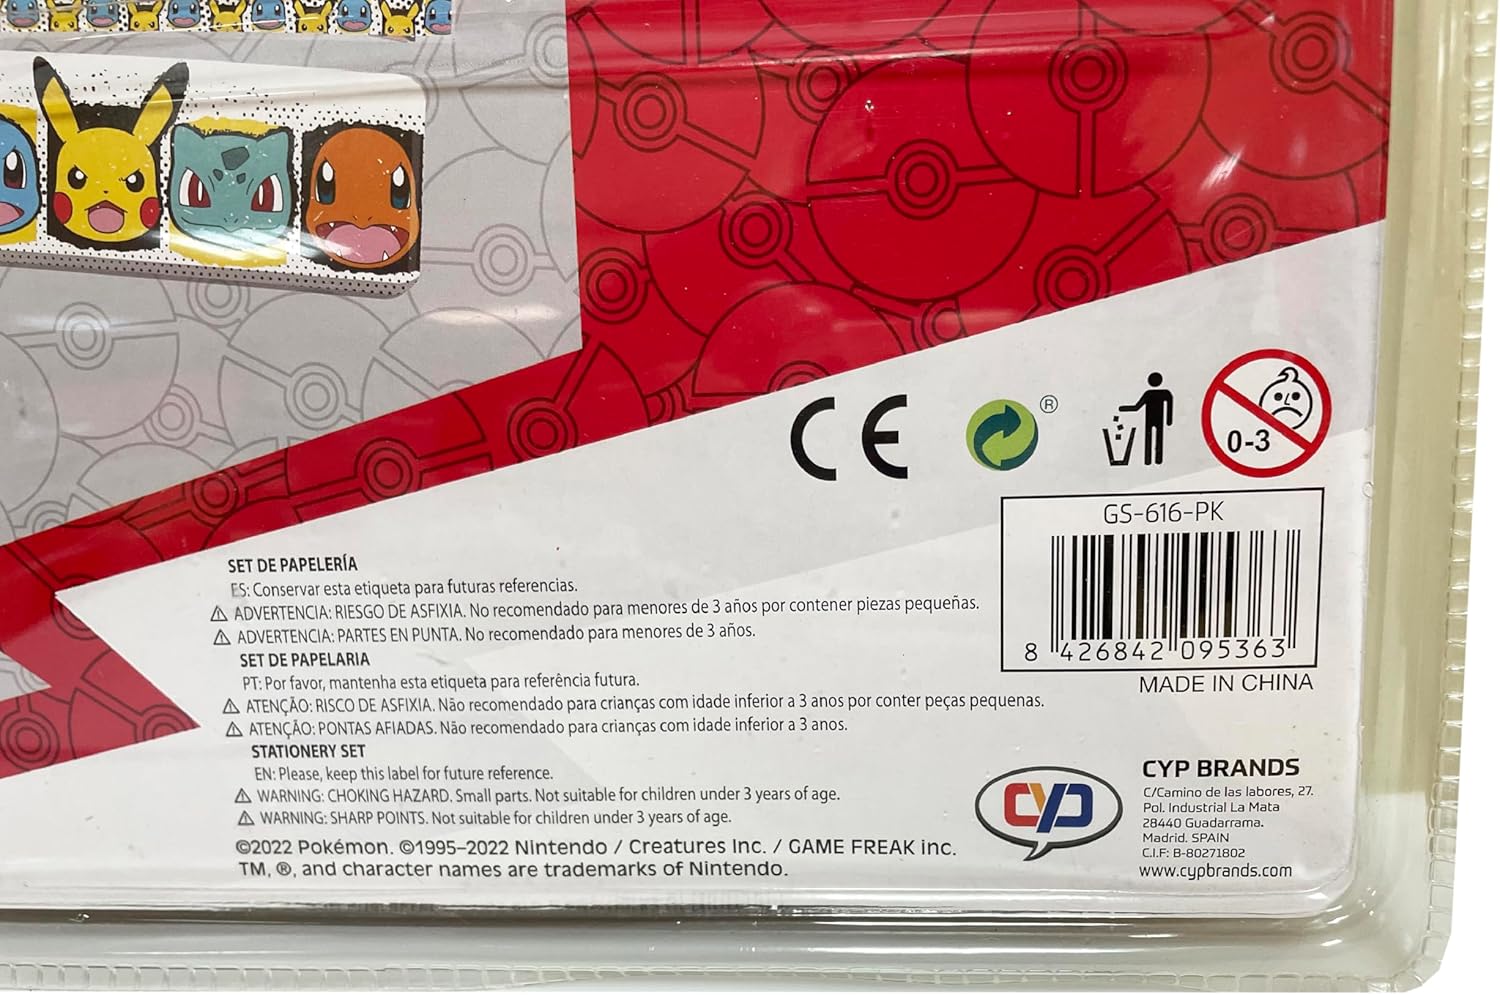 CE
®
0-3
GS-616-PK
8 426842 095363
MADE IN CHINA
SET DE PAPELERÍA
ES: Conservar esta etiqueta para futuras referencias.
⚠ ADVERTENCIA: RIESGO DE ASFIXIA. No recomendado para menores de 3 años por contener piezas pequeñas.
⚠ ADVERTENCIA: PARTES EN PUNTA. No recomendado para menores de 3 años.
SET DE PAPELARIA
PT: Por favor, mantenha esta etiqueta para referência futura.
⚠ ATENÇÃO: RISCO DE ASFIXIA. Não recomendado para crianças com idade inferior a 3 anos por conter peças pequenas.
⚠ ATENÇÃO: PONTAS AFIADAS. Não recomendado para crianças com idade inferior a 3 anos.
STATIONERY SET
EN: Please, keep this label for future reference.
⚠ WARNING: CHOKING HAZARD. Small parts. Not suitable for children under 3 years of age.
⚠ WARNING: SHARP POINTS. Not suitable for children under 3 years of age.
©2022 Pokémon. ©1995–2022 Nintendo / Creatures Inc. / GAME FREAK inc.
TM, ®, and character names are trademarks of Nintendo.
CYP
CYP BRANDS
C/Camino de las labores, 27.
Pol. Industrial La Mata
28440 Guadarrama.
Madrid. SPAIN
C.I.F: B-80271802
www.cypbrands.com